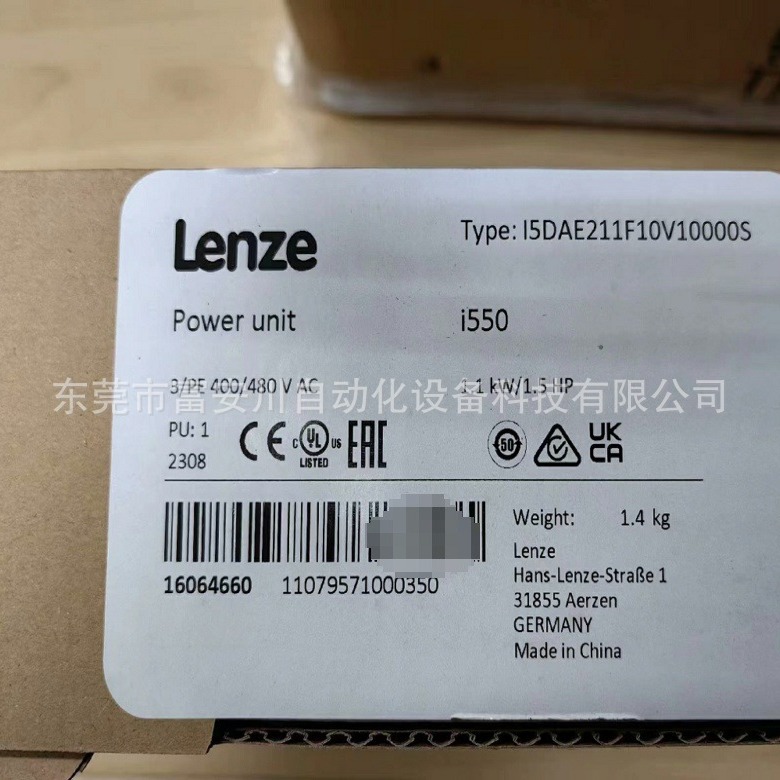 Lenze
Type: I5DAE211F10V10000S
Power unit
i550
3/PE 400/480 V AC
1.1 kW/1.5 HP
东莞市富安川自动化设备科技有限公司
PU: 1
2308
CE
C UL US
LISTED
EAC
50
UK
CA
Weight: 1.4 kg
16064660 11079571000350
Lenze
Hans-Lenze-Straße 1
31855 Aerzen
GERMANY
Made in China